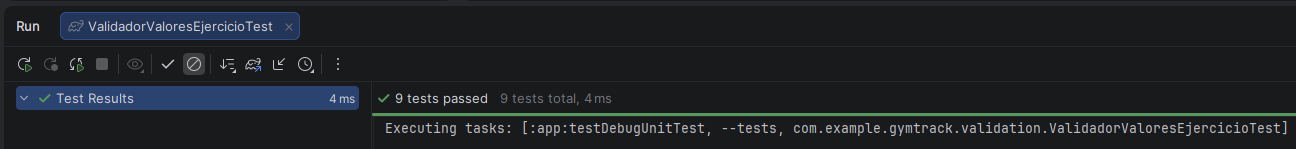 Run ValidadorValoresEjercicioTest
Test Results 4 ms
9 tests passed 9 tests total, 4 ms
Executing tasks: [:app:testDebugUnitTest, --tests, com.example.gymtrack.validation.ValidadorValoresEjercicioTest]